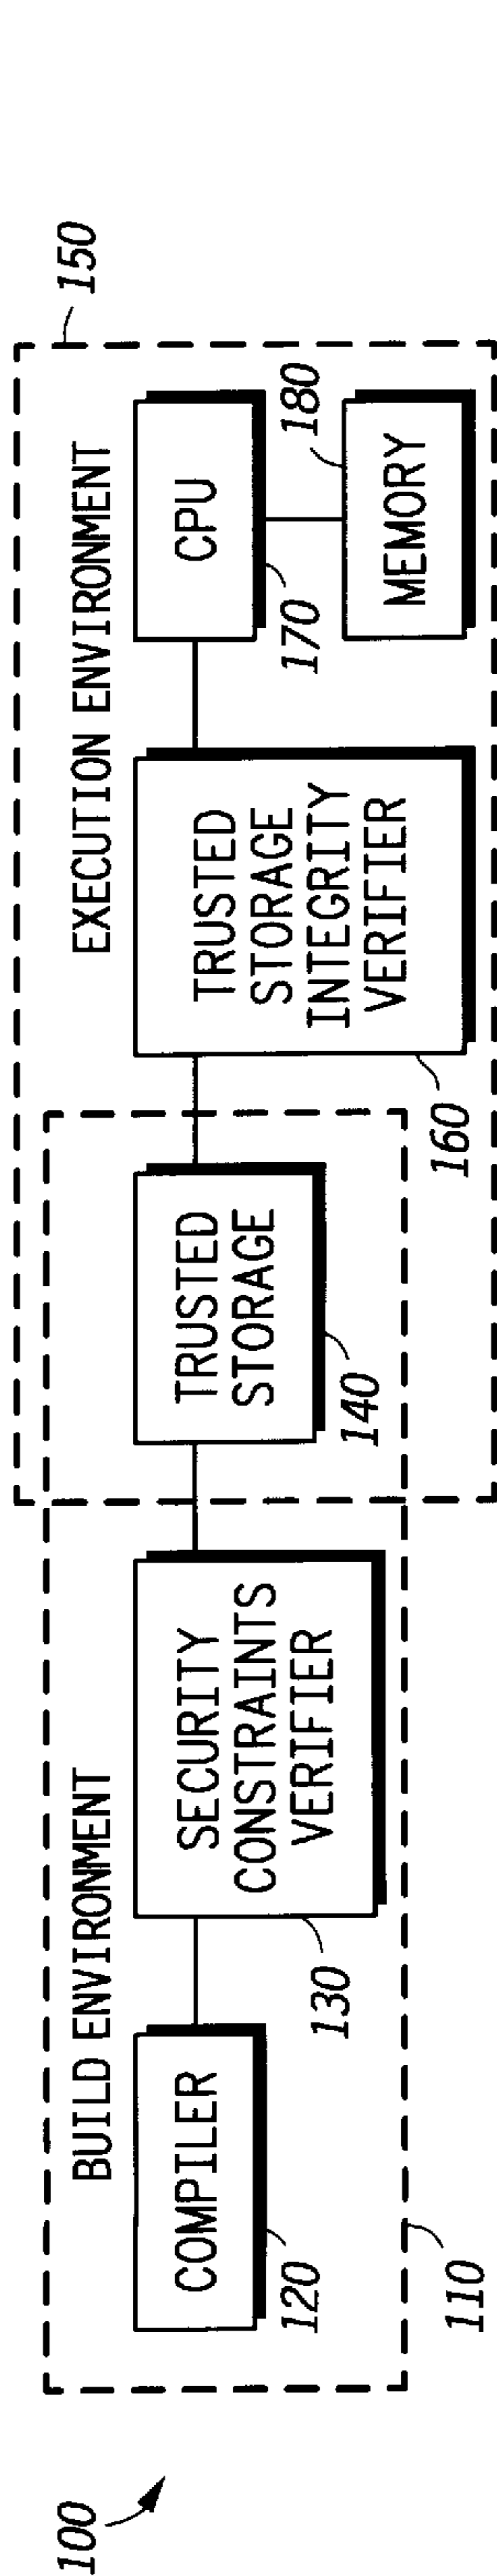 100
BUILD ENVIRONMENT
COMPILER
120
110
SECURITY
CONSTRAINTS
VERIFIER
130
TRUSTED
STORAGE
140
EXECUTION ENVIRONMENT
150
TRUSTED
STORAGE
INTEGRITY
VERIFIER
160
CPU
170
180
MEMORY